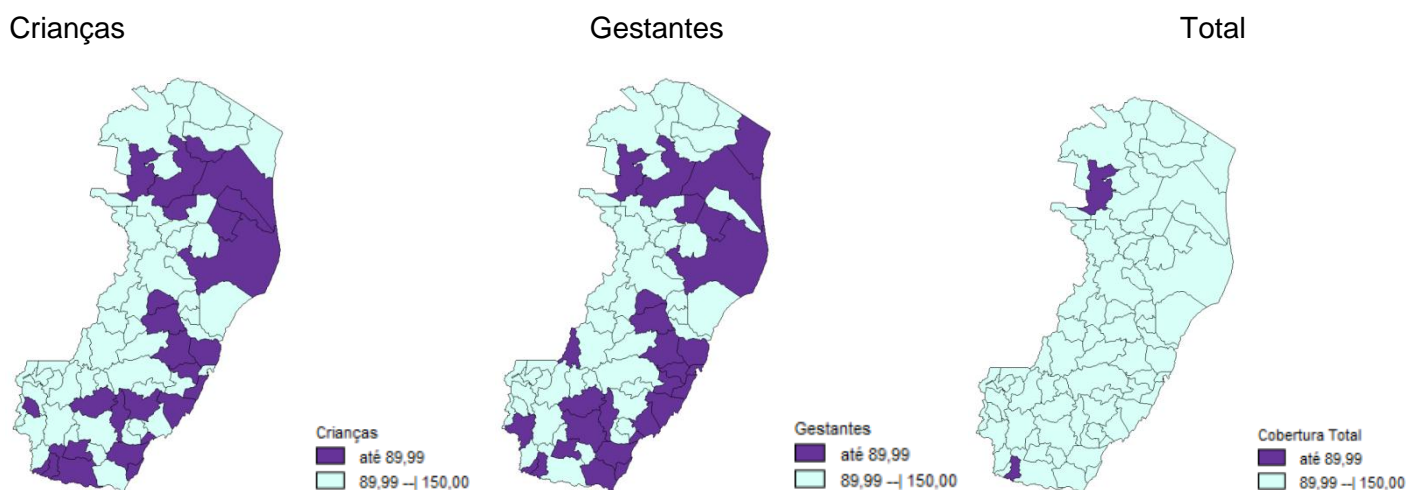 Crianças
Gestantes
Total
Crianças
até 89,99
89,99 --| 150,00
Gestantes
até 89,99
89,99 --| 150,00
Cobertura Total
até 89,99
89,99 --| 150,00